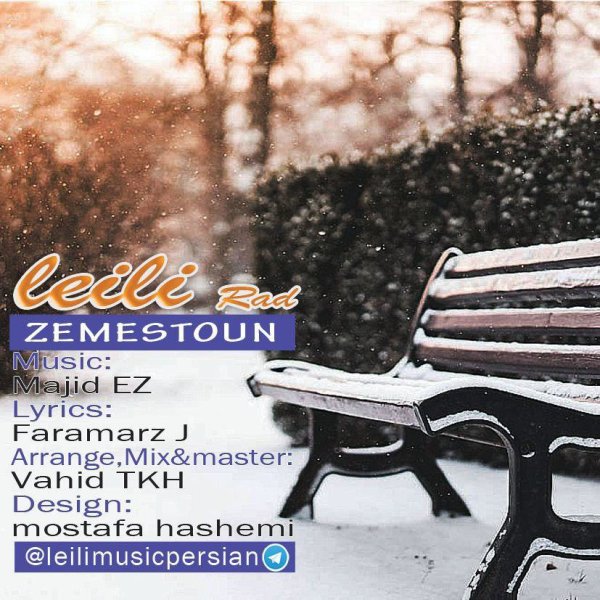 leili Rad
ZEMESTOUN
Music:
Majid EZ
Lyrics:
Faramarz J
Arrange,Mix&master:
Vahid TKH
Design:
mostafa hashemi
@leilimusicpersian